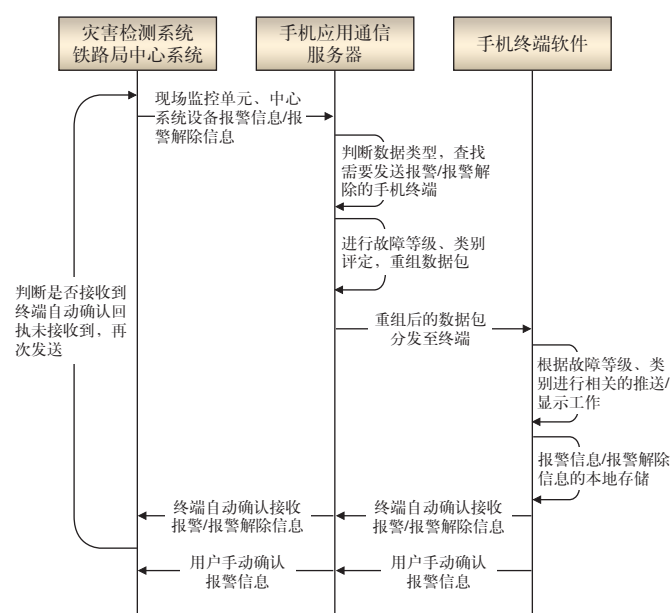 灾害检测系统
铁路局中心系统
手机应用通信
服务器
手机终端软件
现场监控单元、中心
系统设备报警信息/报
警解除信息
判断数据类型，查找
需要发送报警/报警解
除的手机终端
进行故障等级、类别
评定，重组数据包
判断是否接收到
终端自动确认回
执未接收到，再
次发送
重组后的数据包
分发至终端
根据故障等级、类
别进行相关的推送/
显示工作
报警信息/报警解除
信息的本地存储
终端自动确认接收
报警/报警解除信息
终端自动确认接收
报警/报警解除信息
用户手动确认
报警信息
用户手动确认
报警信息